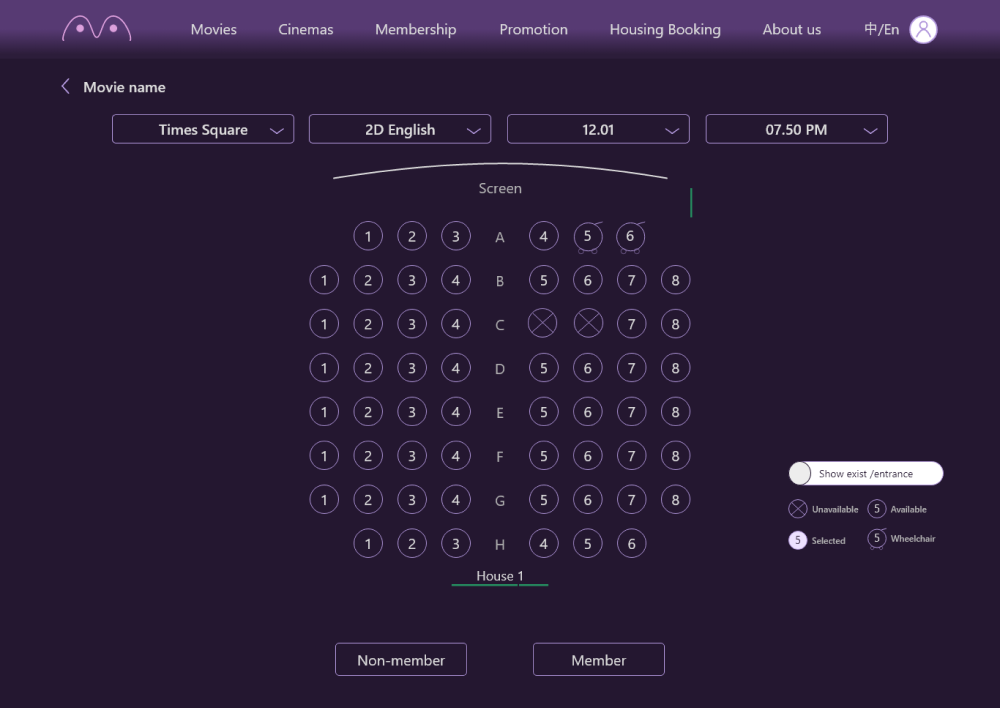 Movies Cinemas Membership Promotion Housing Booking About us 中/En
Movie name
Times Square 2D English 12.01 07.50 PM
Screen
1 2 3 A 4 5 6
1 2 3 4 B 5 6 7 8
1 2 3 4 C 7 8
1 2 3 4 D 5 6 7 8
1 2 3 4 E 5 6 7 8
1 2 3 4 F 5 6 7 8
Show exist /entrance
1 2 3 4 G 5 6 7 8
Unavailable 5 Available
5 Selected 5 Wheelchair
1 2 3 H 4 5 6
House 1
Non-member Member